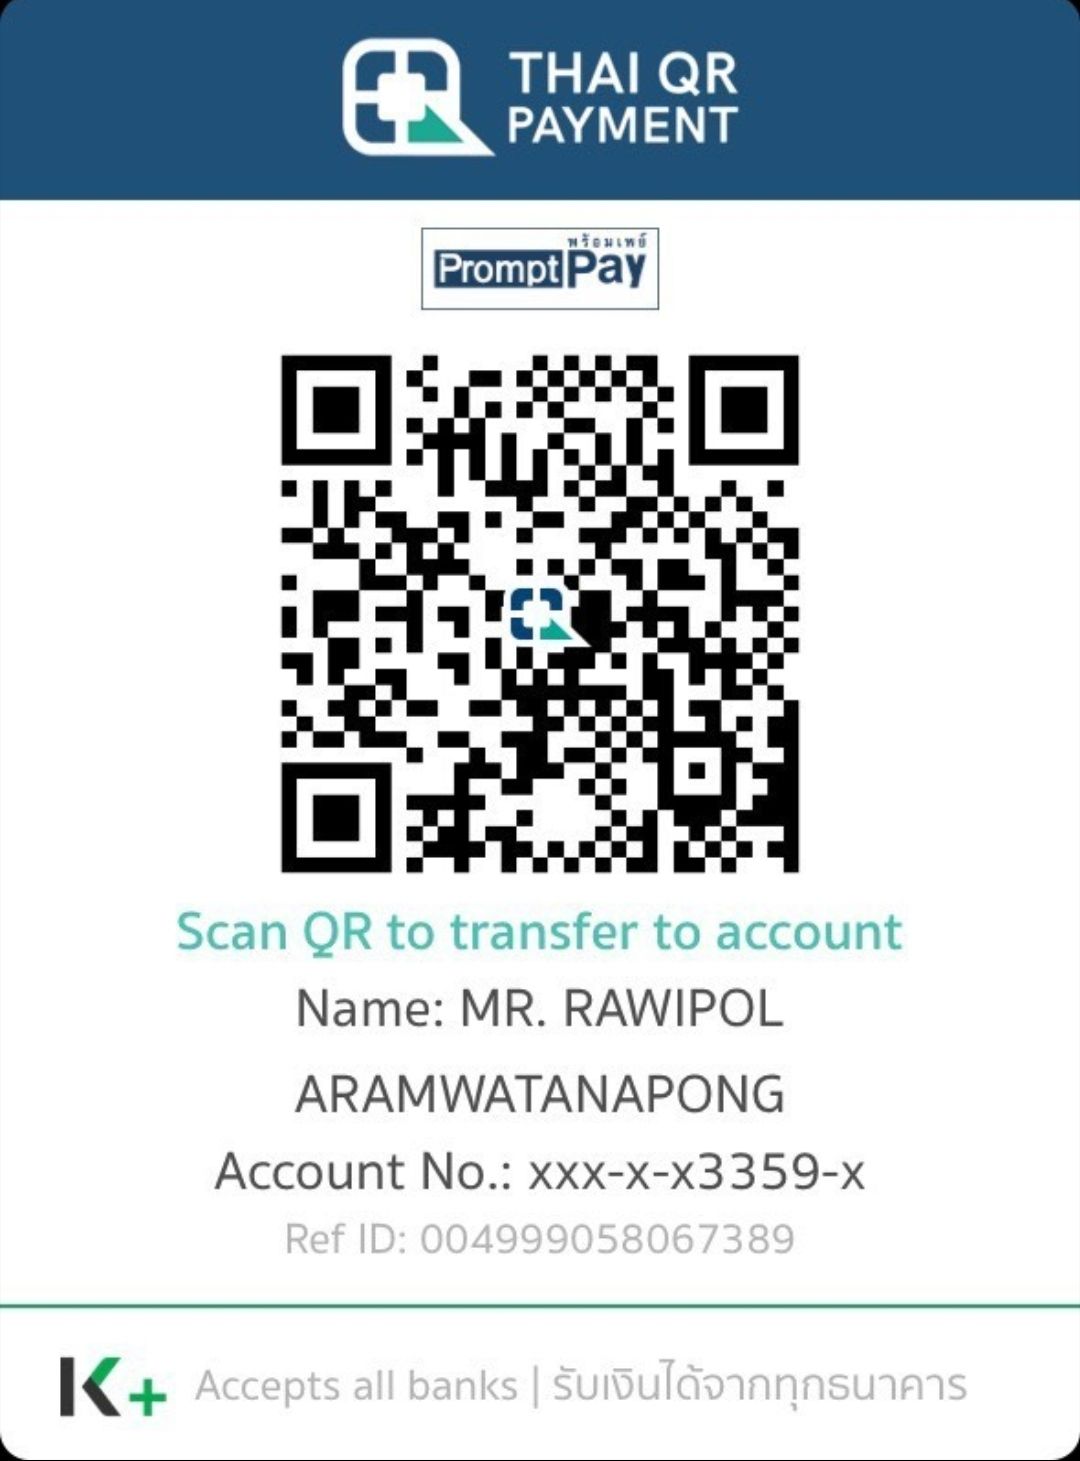 THAI QR
PAYMENT
พร้อมเพย์
PromptPay
Scan QR to transfer to account
Name: MR. RAWIPOL
ARAMWATANAPONG
Account No.: xxx-x-x3359-x
Ref ID: 004999058067389
K+ Accepts all banks | รับเงินได้จากทุกธนาคาร